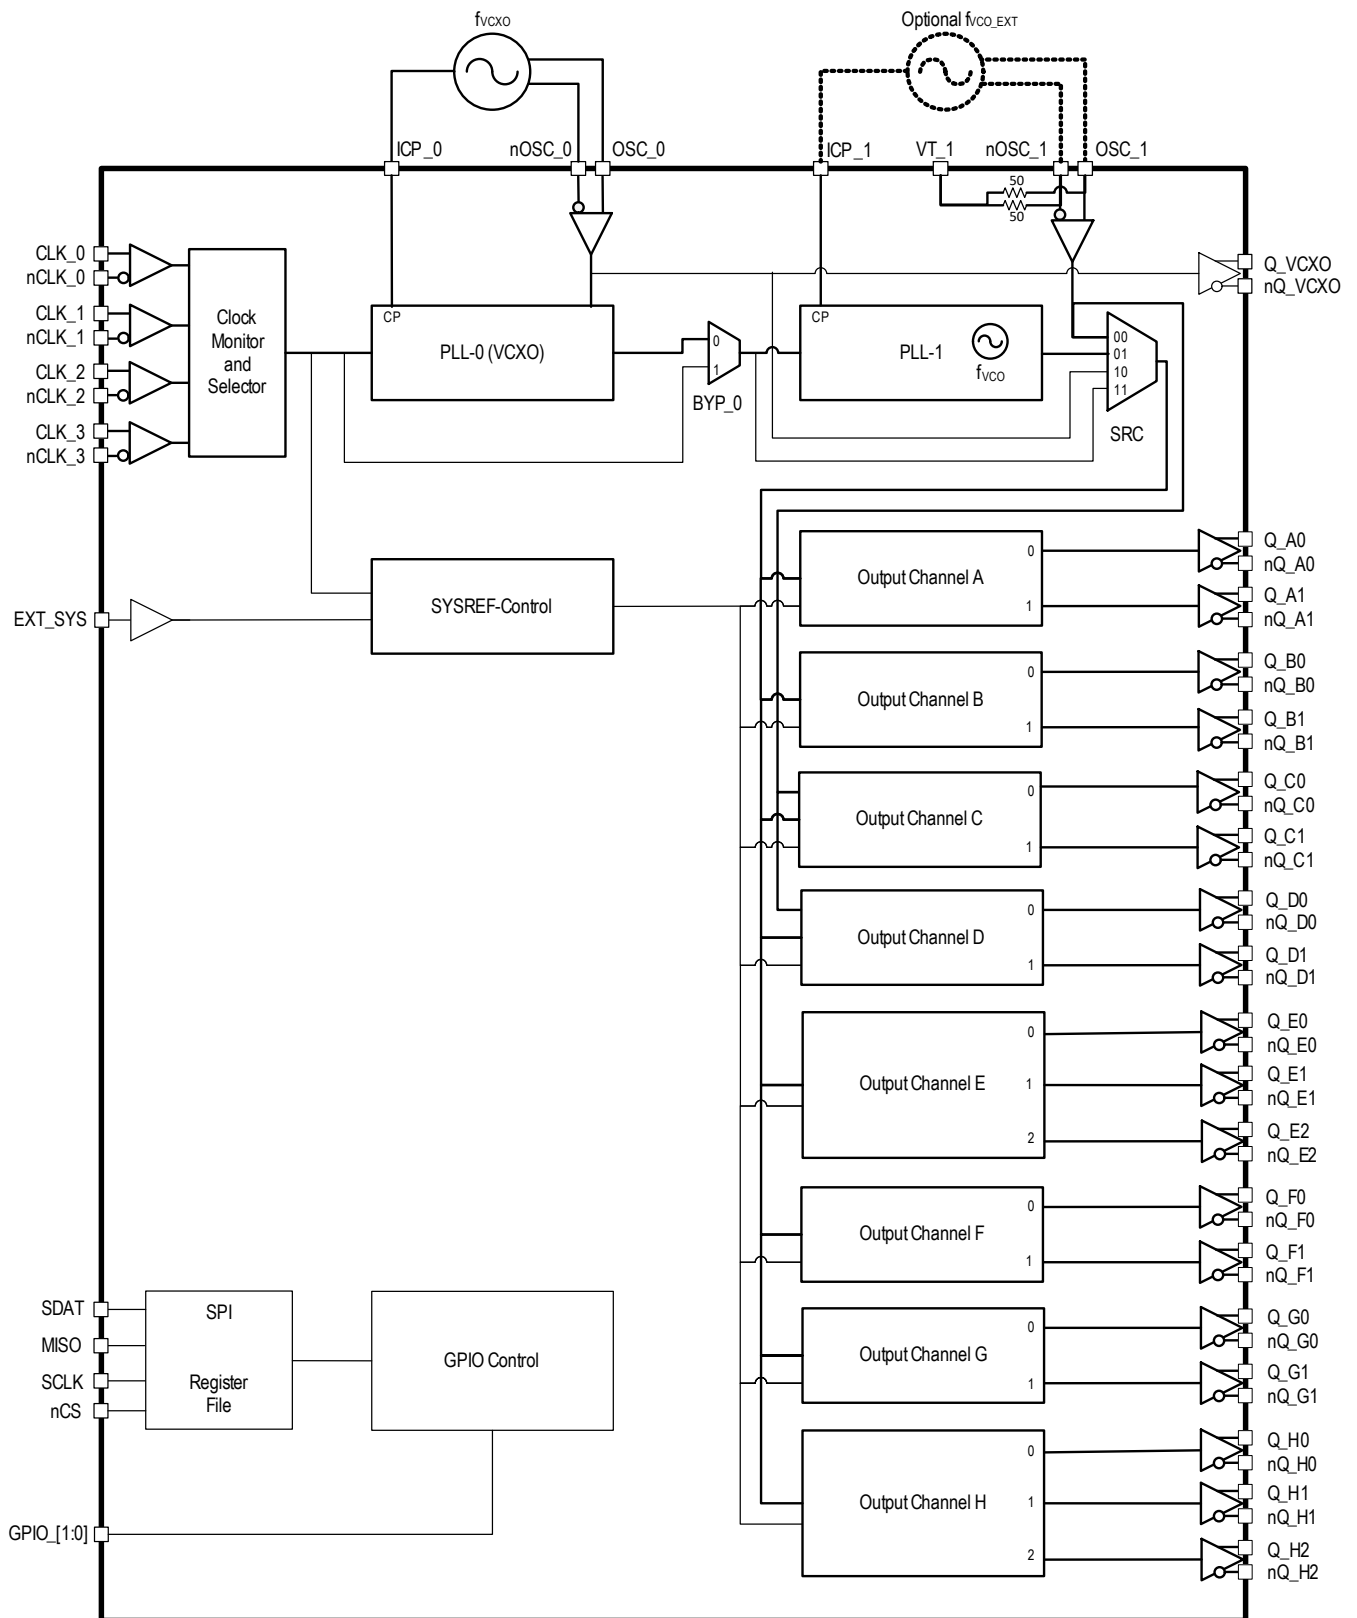 fVCXO
Optional fVCO_EXT
ICP_0
nOSC_0
OSC_0
ICP_1
VT_1
nOSC_1
OSC_1
50
50
CLK_0
nCLK_0
CLK_1
nCLK_1
CLK_2
nCLK_2
CLK_3
nCLK_3
Clock
Monitor
and
Selector
CP
PLL-0 (VCXO)
0
1
BYP_0
CP
PLL-1
fVCO
00
01
10
11
SRC
Q_VCXO
nQ_VCXO
EXT_SYS
SYSREF-Control
Output Channel A
0
1
Q_A0
nQ_A0
Q_A1
nQ_A1
Output Channel B
0
1
Q_B0
nQ_B0
Q_B1
nQ_B1
Output Channel C
0
1
Q_C0
nQ_C0
Q_C1
nQ_C1
Output Channel D
0
1
Q_D0
nQ_D0
Q_D1
nQ_D1
Output Channel E
0
1
2
Q_E0
nQ_E0
Q_E1
nQ_E1
Q_E2
nQ_E2
Output Channel F
0
1
Q_F0
nQ_F0
Q_F1
nQ_F1
SDAT
MISO
SCLK
nCS
SPI
Register
File
GPIO Control
Output Channel G
0
1
Q_G0
nQ_G0
Q_G1
nQ_G1
Output Channel H
0
1
2
Q_H0
nQ_H0
Q_H1
nQ_H1
Q_H2
nQ_H2
GPIO_[1:0]